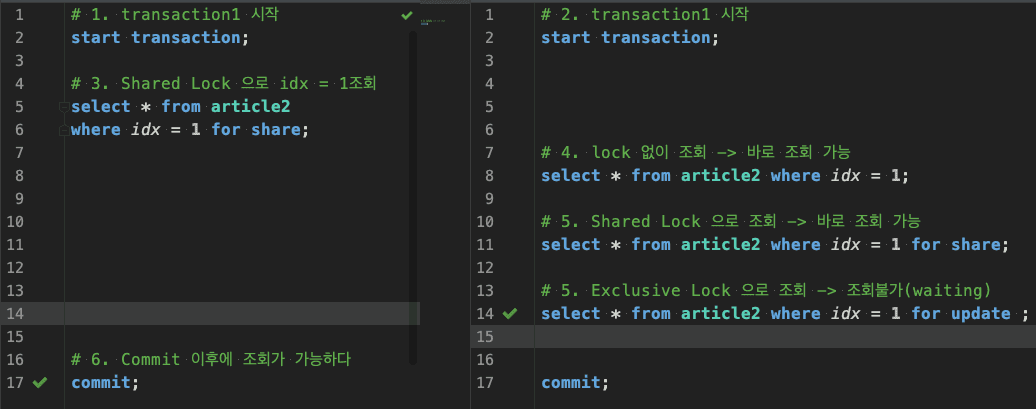 1 # 1. transaction1 시작
2 start transaction;
3
4 # 3. Shared Lock 으로 idx = 1조회
5 select * from article2
6 where idx = 1 for share;
7
8
9
10
11
12
13
14
15
16 # 6. Commit 이후에 조회가 가능하다
17 commit;
1 # 2. transaction1 시작
2 start transaction;
3
4
5
6
7 # 4. lock 없이 조회 -> 바로 조회 가능
8 select * from article2 where idx = 1;
9
10 # 5. Shared Lock 으로 조회 -> 바로 조회 가능
11 select * from article2 where idx = 1 for share;
12
13 # 5. Exclusive Lock 으로 조회 -> 조회불가(waiting)
14 select * from article2 where idx = 1 for update ;
15
16
17 commit;